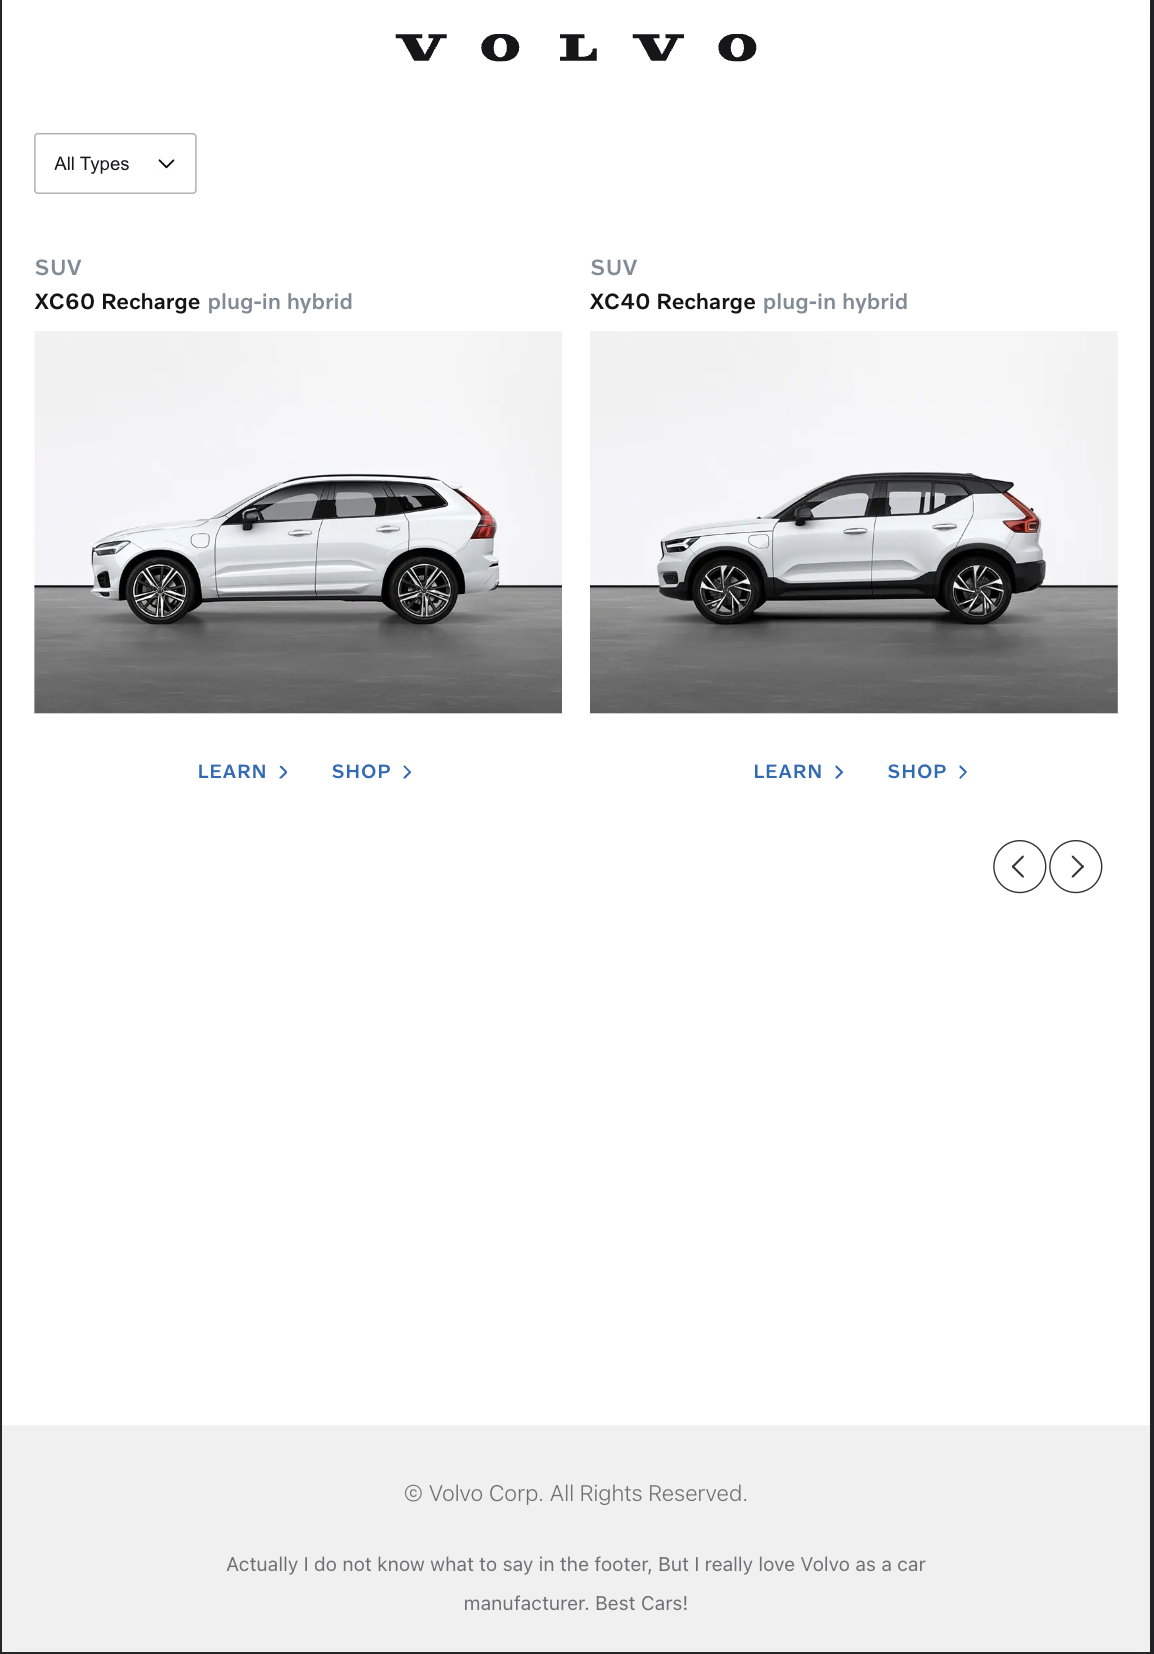 VOLVO
All Types
SUV
XC60 Recharge plug-in hybrid
LEARN
SHOP
SUV
XC40 Recharge plug-in hybrid
LEARN
SHOP
© Volvo Corp. All Rights Reserved.
Actually I do not know what to say in the footer, But I really love Volvo as a car
manufacturer. Best Cars!